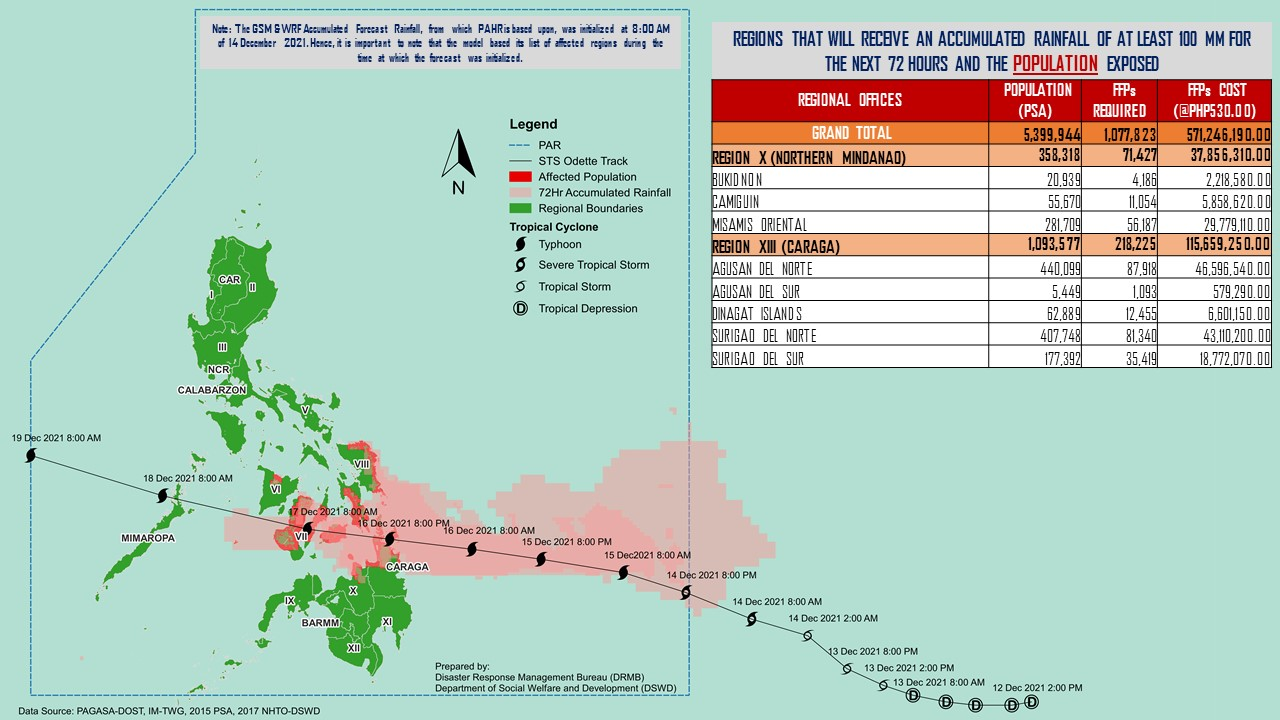 Note: The GSM & WRF Accumulated Forecast Rainfall, from which PAHR is based upon, was initialized at 8:00 AM
of 14 December 2021. Hence, it is important to note that the model based its list of affected regions during the
time at which the forecast was initialized.
REGIONS THAT WILL RECEIVE AN ACCUMULATED RAINFALL OF AT LEAST 100 MM FOR
THE NEXT 72 HOURS AND THE POPULATION EXPOSED
REGIONAL OFFICES POPULATION (PSA) FFPs REQUIRED FFPs COST (@PHP530.00)
GRAND TOTAL 5,399,944 1,077,823 571,246,190.00
REGION X (NORTHERN MINDANAO) 358,318 71,427 37,856,310.00
BUKIDNON 20,939 4,186 2,218,580.00
CAMIGUIN 55,670 11,054 5,858,620.00
MISAMIS ORIENTAL 281,709 56,187 29,779,110.00
REGION XIII (CARAGA) 1,093,577 218,225 115,659,250.00
AGUSAN DEL NORTE 440,099 87,918 46,596,540.00
AGUSAN DEL SUR 5,449 1,093 579,290.00
DINAGAT ISLANDS 62,889 12,455 6,601,150.00
SURIGAO DEL NORTE 407,748 81,340 43,110,200.00
SURIGAO DEL SUR 177,392 35,419 18,772,070.00
Legend
PAR
STS Odette Track
Affected Population
72Hr Accumulated Rainfall
Regional Boundaries
Tropical Cyclone
Typhoon
Severe Tropical Storm
Tropical Storm
D Tropical Depression
N
CAR
I
II
III
NCR
CALABARZON
V
VIII
VI
VII
MIMAROPA
CARAGA
X
IX
BARMM
XI
XII
19 Dec 2021 8:00 AM
18 Dec 2021 8:00 AM
17 Dec 2021 8:00 AM
16 Dec 2021 8:00 PM
16 Dec 2021 8:00 AM
15 Dec 2021 8:00 PM
15 Dec2021 8:00 AM
14 Dec 2021 8:00 PM
14 Dec 2021 8:00 AM
14 Dec 2021 2:00 AM
13 Dec 2021 8:00 PM
13 Dec 2021 2:00 PM
13 Dec 2021 8:00 AM
12 Dec 2021 2:00 PM
D D D D D
Prepared by:
Disaster Response Management Bureau (DRMB)
Department of Social Welfare and Development (DSWD)
Data Source: PAGASA-DOST, IM-TWG, 2015 PSA, 2017 NHTO-DSWD